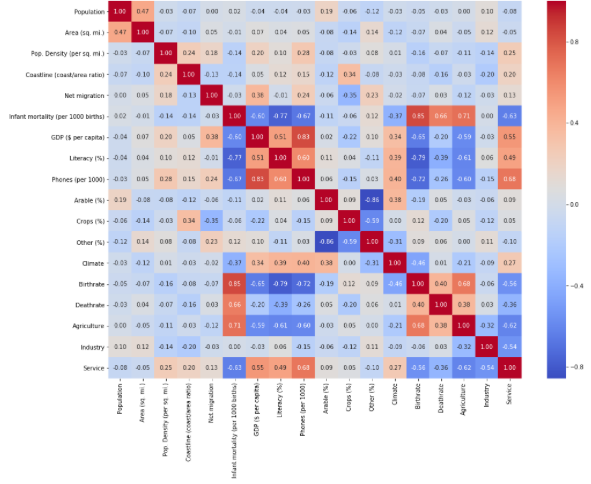 Population 1.00 0.47 -0.03 -0.07 0.00 0.02 -0.04 -0.04 -0.03 0.19 -0.06 -0.12 -0.03 -0.05 -0.03 0.00 0.10 -0.08
Area (sq. mi.) 0.47 1.00 -0.07 -0.10 0.05 -0.01 0.07 0.04 0.05 -0.08 -0.14 0.14 -0.12 -0.07 0.04 -0.05 0.12 -0.05
Pop. Density (per sq. mi.) -0.03 -0.07 1.00 0.24 0.18 -0.14 0.20 0.10 0.28 -0.08 -0.03 0.08 0.01 -0.16 -0.07 -0.11 -0.14 0.25
Coastline (coast/area ratio) -0.07 -0.10 0.24 1.00 -0.13 -0.14 0.05 0.12 0.15 -0.12 0.34 -0.08 -0.03 -0.08 -0.16 -0.03 -0.20 0.20
Net migration 0.00 0.05 0.18 -0.13 1.00 -0.03 0.38 -0.01 0.24 -0.06 -0.35 0.23 -0.02 -0.07 0.03 -0.12 -0.03 0.13
Infant mortality (per 1000 births) 0.02 -0.01 -0.14 -0.14 -0.03 1.00 -0.60 -0.77 -0.67 -0.11 -0.06 0.12 -0.37 0.85 0.66 0.71 0.00 -0.63
GDP ($ per capita) -0.04 0.07 0.20 0.05 0.38 -0.60 1.00 0.51 0.83 0.02 -0.22 0.10 0.34 -0.65 -0.20 -0.59 -0.03 0.55
Literacy (%) -0.04 0.04 0.10 0.12 -0.01 -0.77 0.51 1.00 0.60 0.11 0.04 -0.11 0.39 -0.79 -0.39 -0.61 0.06 0.49
Phones (per 1000) -0.03 0.05 0.28 0.15 0.24 -0.67 0.83 0.60 1.00 0.06 -0.15 0.03 0.40 -0.72 -0.26 -0.60 -0.15 0.68
Arable (%) 0.19 -0.08 -0.08 -0.12 -0.06 -0.11 0.02 0.11 0.06 1.00 0.09 -0.86 0.38 -0.19 0.05 -0.03 -0.06 0.09
Crops (%) -0.06 -0.14 -0.03 0.34 -0.35 -0.06 -0.22 0.04 -0.15 0.09 1.00 -0.59 -0.00 0.12 -0.20 0.05 -0.12 0.05
Other (%) -0.12 0.14 0.08 -0.08 0.23 0.12 0.10 -0.11 0.03 -0.86 -0.59 1.00 -0.31 0.09 0.06 0.00 0.11 -0.10
Climate -0.03 -0.12 0.01 -0.03 -0.02 -0.37 0.34 0.39 0.40 0.38 -0.00 -0.31 1.00 -0.46 0.01 -0.21 -0.09 0.27
Birthrate -0.05 -0.07 -0.16 -0.08 -0.07 0.85 -0.65 -0.79 -0.72 -0.19 0.12 0.09 -0.46 1.00 0.40 0.68 -0.06 -0.56
Deathrate -0.03 0.04 -0.07 -0.16 0.03 0.66 -0.20 -0.39 -0.26 0.05 -0.20 0.06 0.01 0.40 1.00 0.38 0.03 -0.36
Agriculture 0.00 -0.05 -0.11 -0.03 -0.12 0.71 -0.59 -0.61 -0.60 -0.03 0.05 0.00 -0.21 0.68 0.38 1.00 -0.32 -0.62
Industry 0.10 0.12 -0.14 -0.20 -0.03 0.00 -0.03 0.06 -0.15 -0.06 -0.12 0.11 -0.09 -0.06 0.03 -0.32 1.00 -0.54
Service -0.08 -0.05 0.25 0.20 0.13 -0.63 0.55 0.49 0.68 0.09 0.05 -0.10 0.27 -0.56 -0.36 -0.62 -0.54 1.00
Population
Area (sq. mi.)
Pop. Density (per sq. mi.)
Coastline (coast/area ratio)
Net migration
Infant mortality (per 1000 births)
GDP ($ per capita)
Literacy (%)
Phones (per 1000)
Arable (%)
Crops (%)
Other (%)
Climate
Birthrate
Deathrate
Agriculture
Industry
Service
0.8
0.4
0.0
-0.4
-0.8